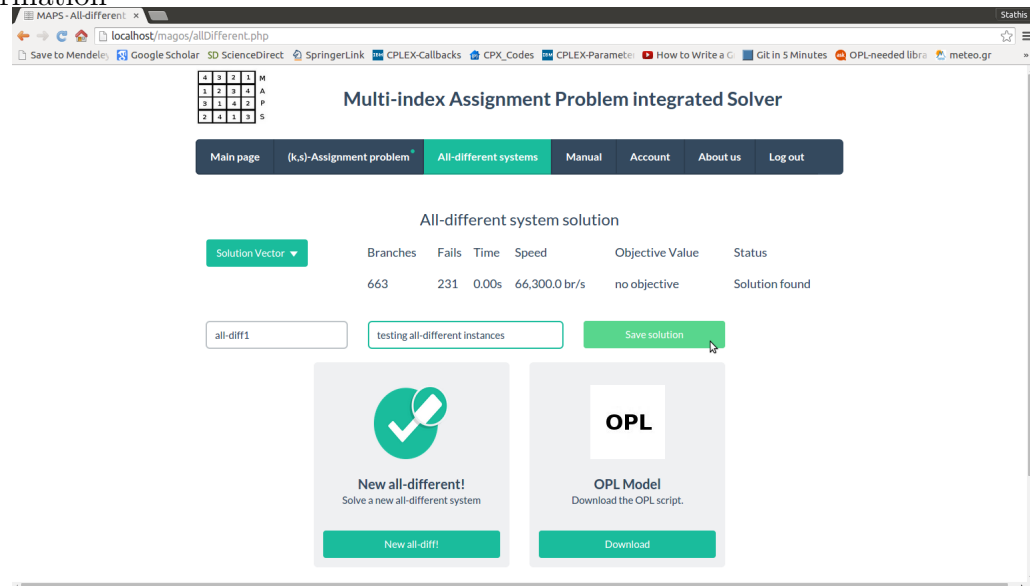 rmation
MAPS - All-different ×
Stathis
localhost/magos/allDifferent.php
Save to Mendeley Google Scholar SD ScienceDirect SpringerLink CPLEX-Callbacks CPX_Codes CPLEX-Paramete How to Write a G Git in 5 Minutes OPL-needed libra meteo.gr »
4 3 2 1 M
1 2 3 4 A
3 1 4 2 P
2 4 1 3 S
Multi-index Assignment Problem integrated Solver
Main page (k,s)-Assignment problem All-different systems Manual Account About us Log out
All-different system solution
Solution Vector Branches Fails Time Speed Objective Value Status
663 231 0.00s 66,300.0 br/s no objective Solution found
all-diff1 testing all-different instances Save solution
OPL
New all-different! OPL Model
Solve a new all-different system Download the OPL script.
New all-diff! Download